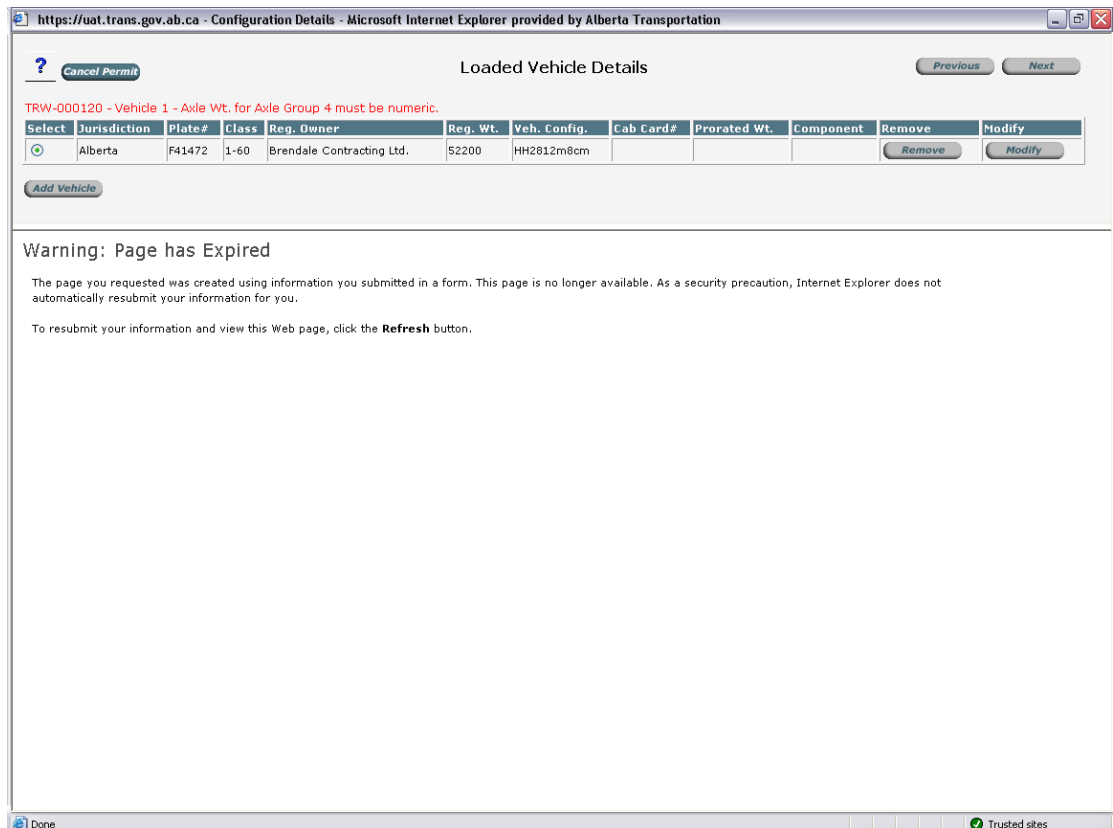 https://uat.trans.gov.ab.ca - Configuration Details - Microsoft Internet Explorer provided by Alberta Transportation
? Cancel Permit Loaded Vehicle Details Previous Next
TRW-000120 - Vehicle 1 - Axle Wt. for Axle Group 4 must be numeric.
Select Jurisdiction Plate# Class Reg. Owner Reg. Wt. Veh. Config. Cab Card# Prorated Wt. Component Remove Modify
Alberta F41472 1-60 Brendale Contracting Ltd. 52200 HH2812m8cm Remove Modify
Add Vehicle
Warning: Page has Expired
The page you requested was created using information you submitted in a form. This page is no longer available. As a security precaution, Internet Explorer does not
automatically resubmit your information for you.
To resubmit your information and view this Web page, click the Refresh button.
Done Trusted sites